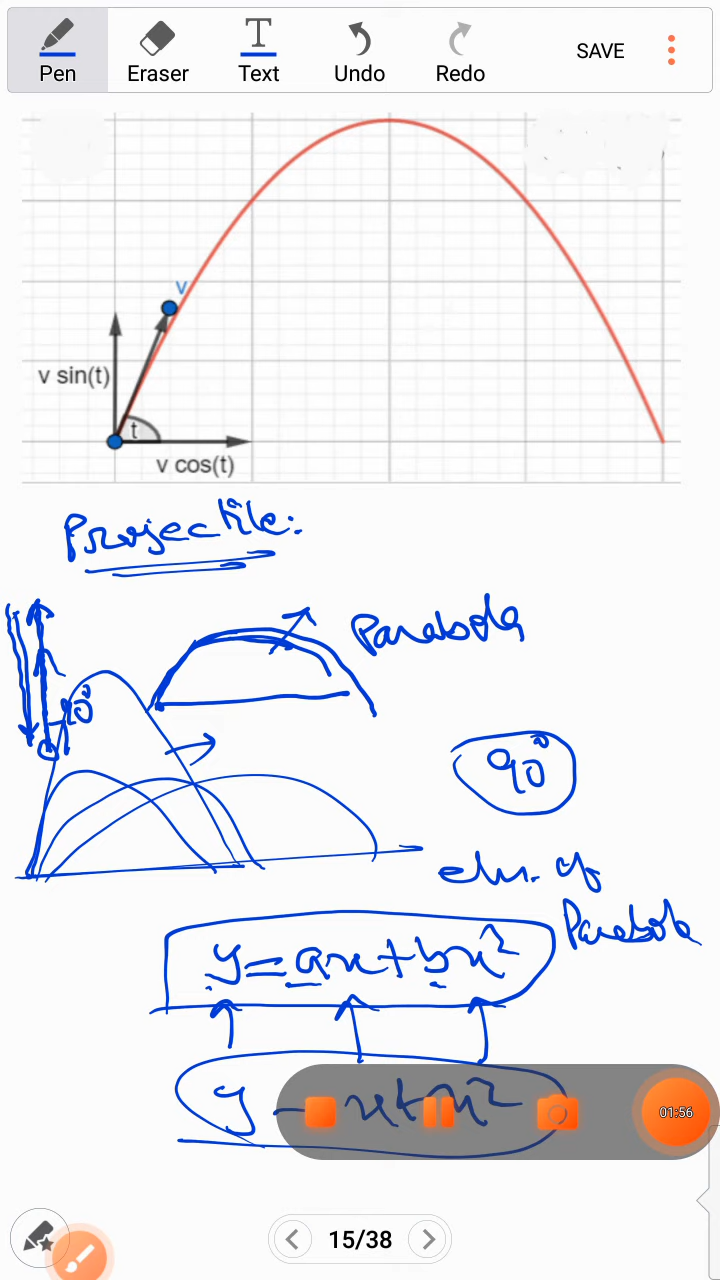 Pen Eraser Text Undo Redo SAVE
v
v sin(t)
t
v cos(t)
Projectile:
Parabola
90°
90°
of
Parabola
y=ax+bx²
y
01:56
15/38